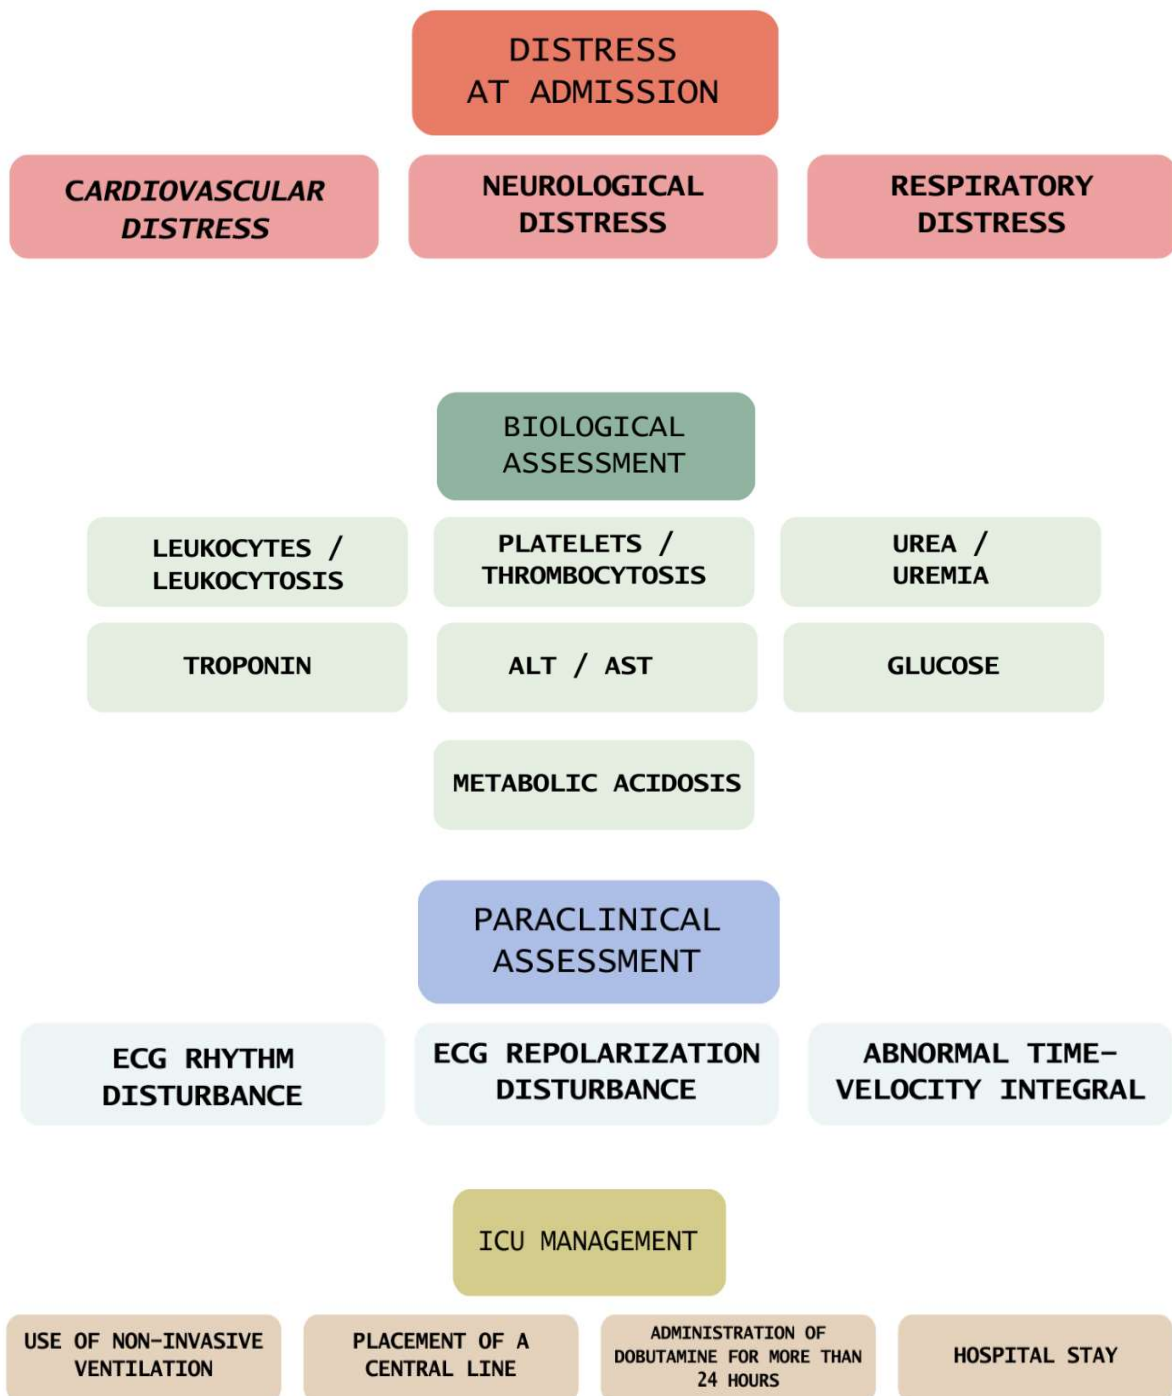 DISTRESS
AT ADMISSION
CARDIOVASCULAR
DISTRESS
NEUROLOGICAL
DISTRESS
RESPIRATORY
DISTRESS
BIOLOGICAL
ASSESSMENT
LEUKOCYTES /
LEUKOCYTOSIS
PLATELETS /
THROMBOCYTOSIS
UREA /
UREMIA
TROPONIN
ALT / AST
GLUCOSE
METABOLIC ACIDOSIS
PARACLINICAL
ASSESSMENT
ECG RHYTHM
DISTURBANCE
ECG REPOLARIZATION
DISTURBANCE
ABNORMAL TIME-
VELOCITY INTEGRAL
ICU MANAGEMENT
USE OF NON-INVASIVE
VENTILATION
PLACEMENT OF A
CENTRAL LINE
ADMINISTRATION OF
DOBUTAMINE FOR MORE THAN
24 HOURS
HOSPITAL STAY